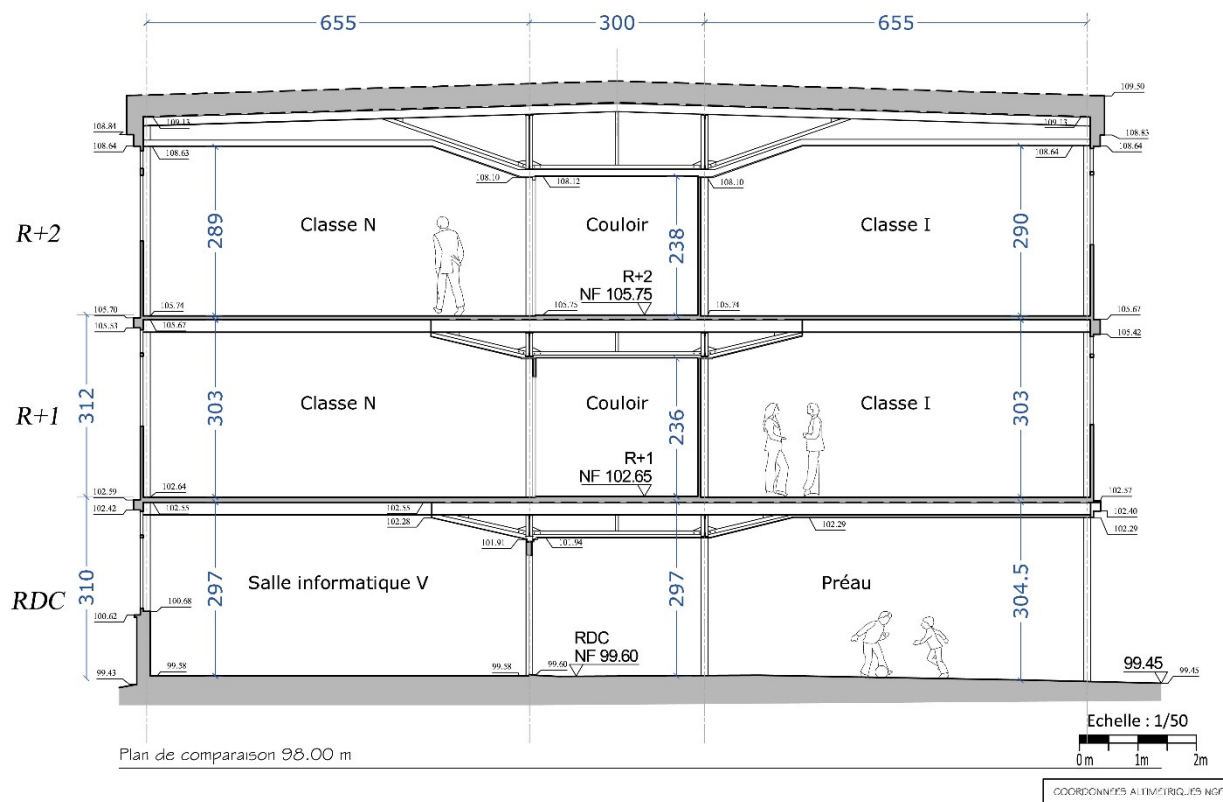 655 300 655
109.50
108.84 109.13 109.13 108.83
108.64 108.63 108.64 108.64
108.10 108.12 108.10
R+2
Classe N
Couloir
Classe I
289
238
290
R+2
NF 105.75
105.70 105.74 105.75 105.74 105.67
105.53 105.67 105.42
R+1
Classe N
Couloir
Classe I
312
303
236
303
R+1
NF 102.65
102.59 102.64 102.57
102.42 102.55 102.55 102.40
102.28 102.29 102.29
101.91 101.94
RDC
Salle informatique V
Préau
310
297
297
304.5
100.62 100.68
RDC
NF 99.60
99.43 99.58 99.58 99.60 99.45 99.45
Echelle : 1/50
0 m 1m 2m
Plan de comparaison 98.00 m
COORDONNÉES ALTIMETRIQUES NGF